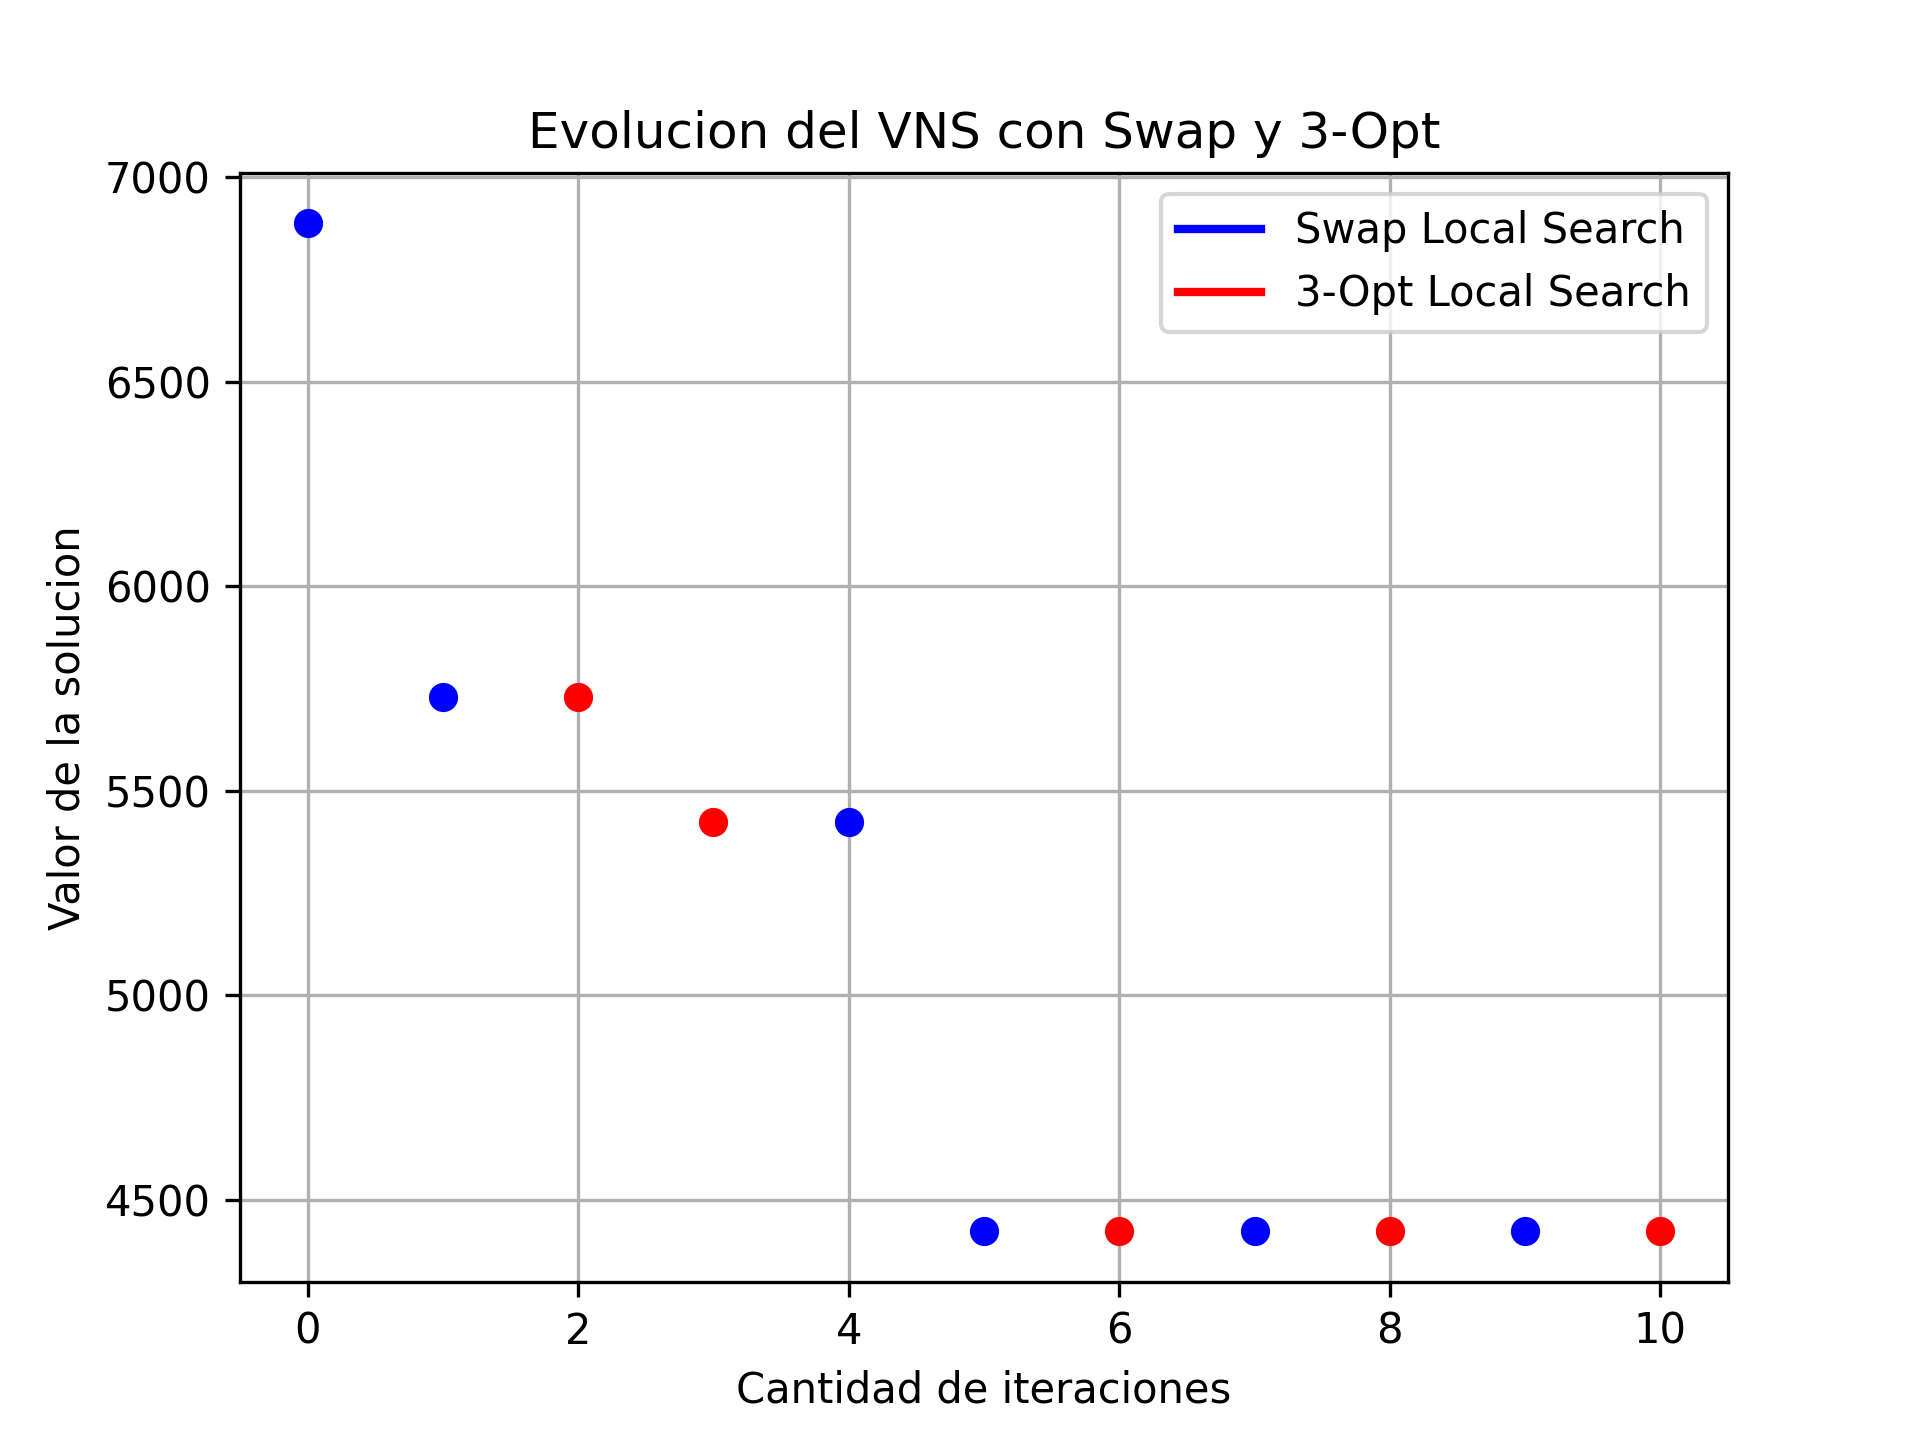 Evolucion del VNS con Swap y 3-Opt
Swap Local Search
3-Opt Local Search
Valor de la solucion
7000
6500
6000
5500
5000
4500
0 2 4 6 8 10
Cantidad de iteraciones